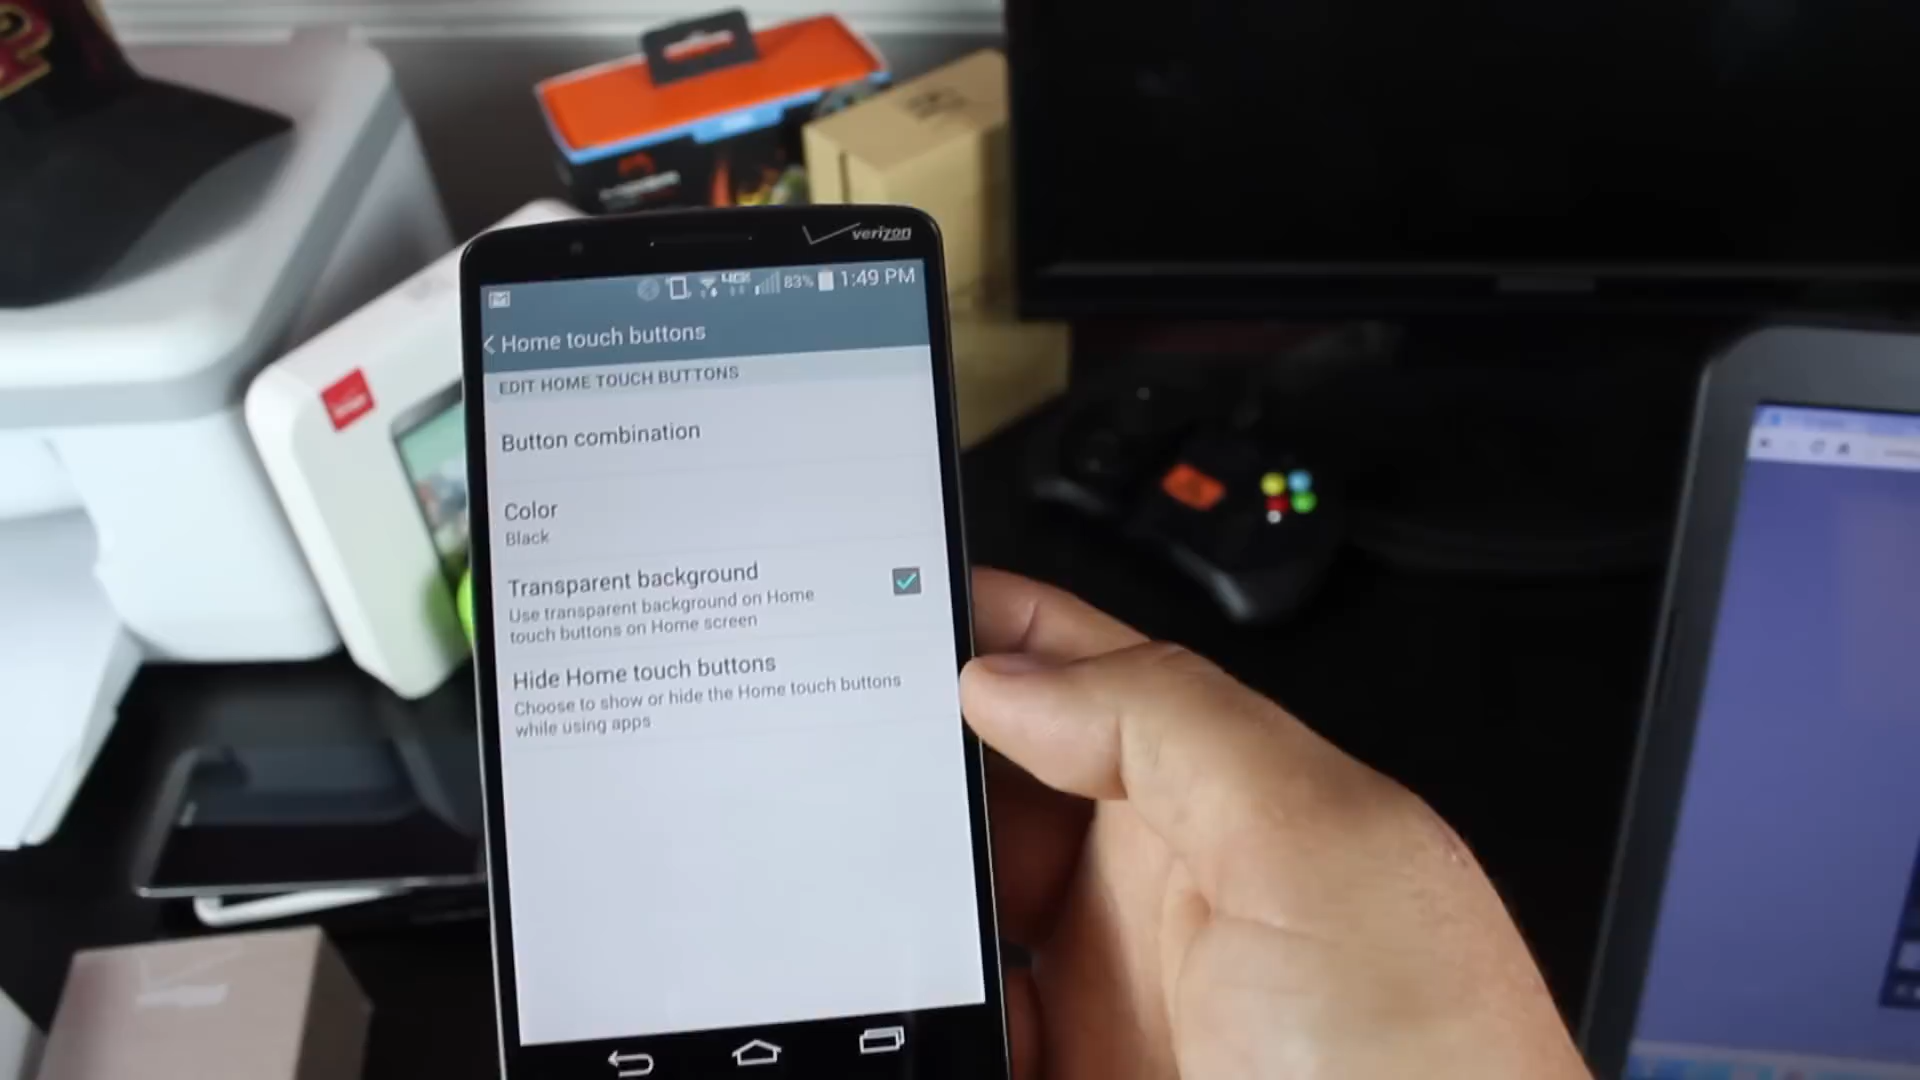 verizon
83% 1:49 PM
Home touch buttons
EDIT HOME TOUCH BUTTONS
Button combination
Color
Black
Transparent background
Use transparent background on Home
touch buttons on Home screen
Hide Home touch buttons
Choose to show or hide the Home touch buttons
while using apps